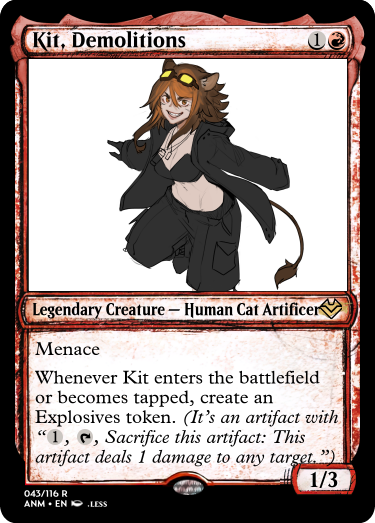 Kit, Demolitions 1
Legendary Creature — Human Cat Artificer
Menace
Whenever Kit enters the battlefield
or becomes tapped, create an
Explosives token. (It's an artifact with
“1, , Sacrifice this artifact: This
artifact deals 1 damage to any target.”)
1/3
043/116 R
ANM • EN .LESS